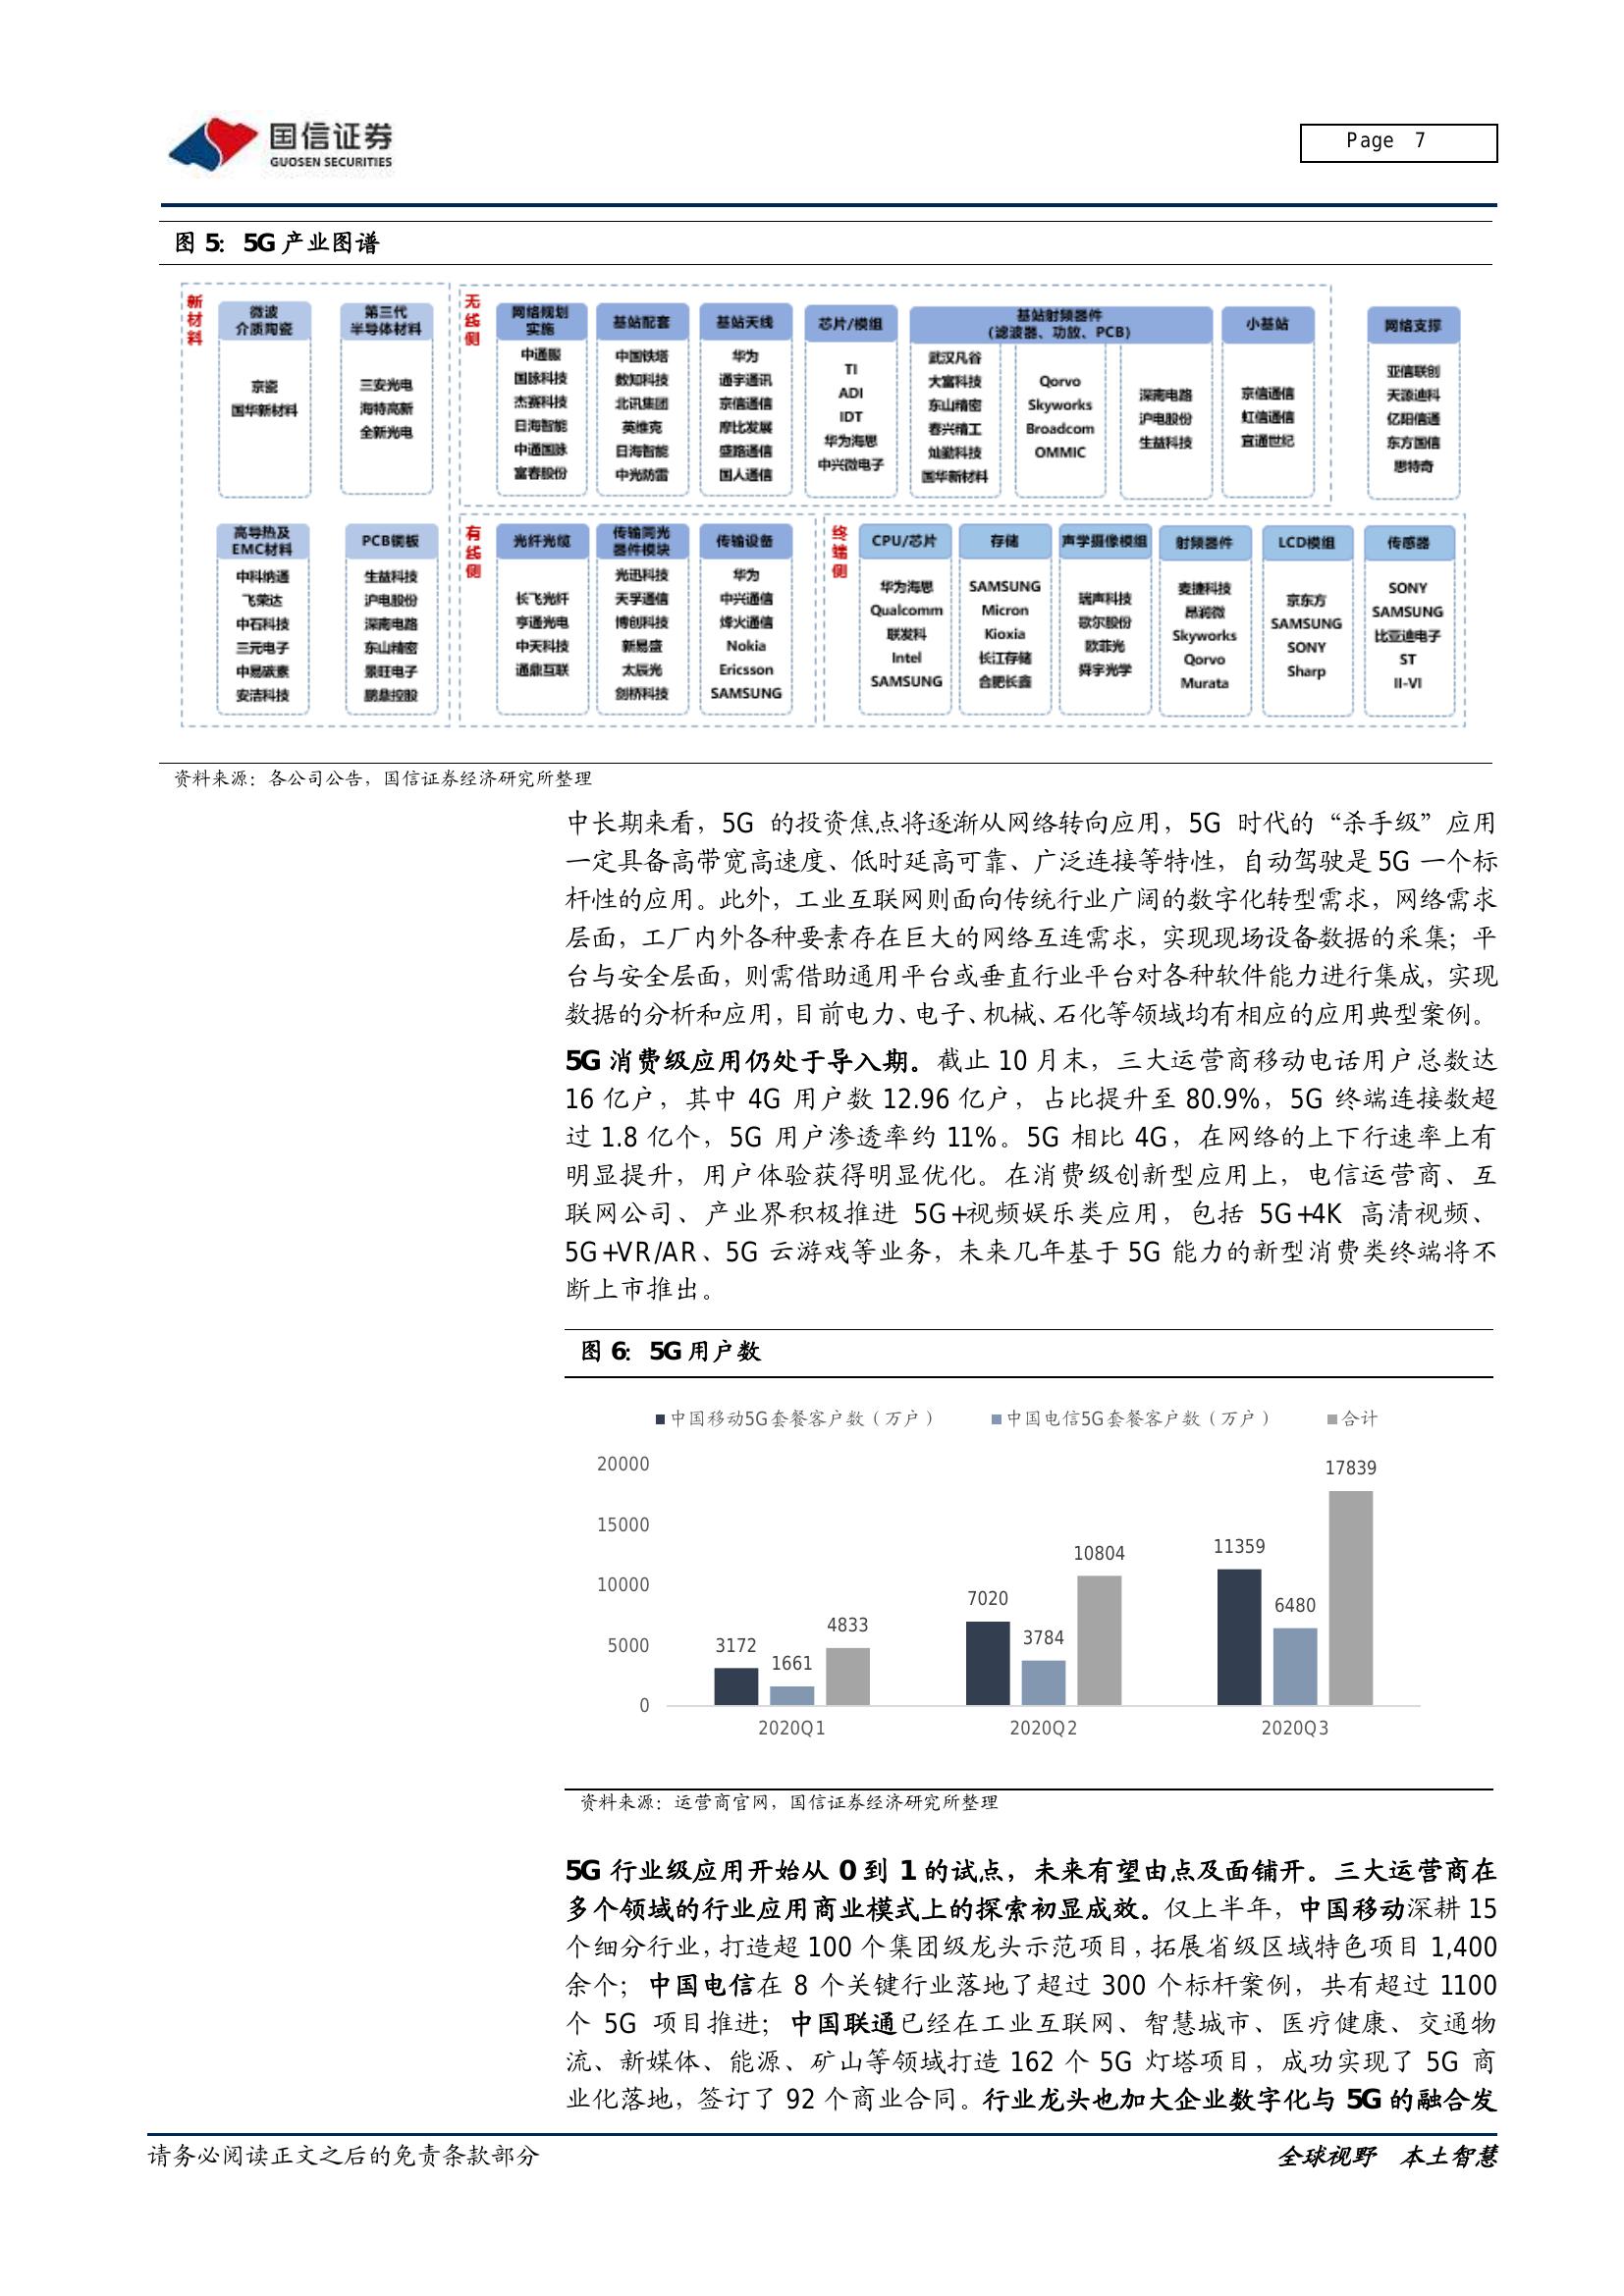 国信证券
GUOSEN SECURITIES
Page 7
图 5: 5G 产业图谱
新材料
微波
介质陶瓷
京瓷
国华新材料
第三代
半导体材料
三安光电
海特高新
全新光电
高导热及
EMC材料
中科纳通
飞荣达
中石科技
三元电子
中易碳素
安洁科技
PCB铜板
生益科技
沪电股份
深南电路
东山精密
景旺电子
鹏鼎控股
无线侧
网络规划
实施
中通服
国脉科技
杰赛科技
日海智能
中通国脉
富春股份
基站配套
中国铁塔
数知科技
北讯集团
英维克
日海智能
中光防雷
基站天线
华为
通宇通讯
京信通信
摩比发展
盛路通信
国人通信
芯片/模组
TI
ADI
IDT
华为海思
中兴微电子
基站射频器件
(滤波器、功放、PCB)
武汉凡谷
大富科技
东山精密
春兴精工
灿勤科技
国华新材料
Qorvo
Skyworks
Broadcom
OMMIC
深南电路
沪电股份
生益科技
小基站
京信通信
虹信通信
宜通世纪
网络支撑
亚信联创
天源迪科
亿阳信通
东方国信
思特奇
有线侧
光纤光缆
长飞光纤
亨通光电
中天科技
通鼎互联
传输网光
器件模块
光迅科技
天孚通信
博创科技
新易盛
太辰光
剑桥科技
传输设备
华为
中兴通信
烽火通信
Nokia
Ericsson
SAMSUNG
终端侧
CPU/芯片
华为海思
Qualcomm
联发科
Intel
SAMSUNG
存储
SAMSUNG
Micron
Kioxia
长江存储
合肥长鑫
声学摄像模组
瑞声科技
歌尔股份
欧菲光
舜宇光学
射频器件
麦捷科技
昂润微
Skyworks
Qorvo
Murata
LCD模组
京东方
SAMSUNG
SONY
Sharp
传感器
SONY
SAMSUNG
比亚迪电子
ST
II-VI
资料来源：各公司公告，国信证券经济研究所整理
中长期来看，5G 的投资焦点将逐渐从网络转向应用，5G 时代的“杀手级”应用
一定具备高带宽高速度、低时延高可靠、广泛连接等特性，自动驾驶是 5G 一个标
杆性的应用。此外，工业互联网则面向传统行业广阔的数字化转型需求，网络需求
层面，工厂内外各种要素存在巨大的网络互连需求，实现现场设备数据的采集；平
台与安全层面，则需借助通用平台或垂直行业平台对各种软件能力进行集成，实现
数据的分析和应用，目前电力、电子、机械、石化等领域均有相应的应用典型案例。
5G 消费级应用仍处于导入期。截止 10 月末，三大运营商移动电话用户总数达
16 亿户，其中 4G 用户数 12.96 亿户，占比提升至 80.9%，5G 终端连接数超
过 1.8 亿个，5G 用户渗透率约 11%。5G 相比 4G，在网络的上下行速率上有
明显提升，用户体验获得明显优化。在消费级创新型应用上，电信运营商、互
联网公司、产业界积极推进 5G+视频娱乐类应用，包括 5G+4K 高清视频、
5G+VR/AR、5G 云游戏等业务，未来几年基于 5G 能力的新型消费类终端将不
断上市推出。
图 6: 5G 用户数
中国移动5G套餐客户数（万户） 中国电信5G套餐客户数（万户） 合计
20000
15000
10000
5000
0
3172 1661 4833
7020 3784 10804
11359 6480 17839
2020Q1 2020Q2 2020Q3
资料来源：运营商官网，国信证券经济研究所整理
5G 行业级应用开始从 0 到 1 的试点，未来有望由点及面铺开。三大运营商在
多个领域的行业应用商业模式上的探索初显成效。仅上半年，中国移动深耕 15
个细分行业，打造超 100 个集团级龙头示范项目，拓展省级区域特色项目 1,400
余个；中国电信在 8 个关键行业落地了超过 300 个标杆案例，共有超过 1100
个 5G 项目推进；中国联通已经在工业互联网、智慧城市、医疗健康、交通物
流、新媒体、能源、矿山等领域打造 162 个 5G 灯塔项目，成功实现了 5G 商
业化落地，签订了 92 个商业合同。行业龙头也加大企业数字化与 5G 的融合发
请务必阅读正文之后的免责条款部分
全球视野 本土智慧